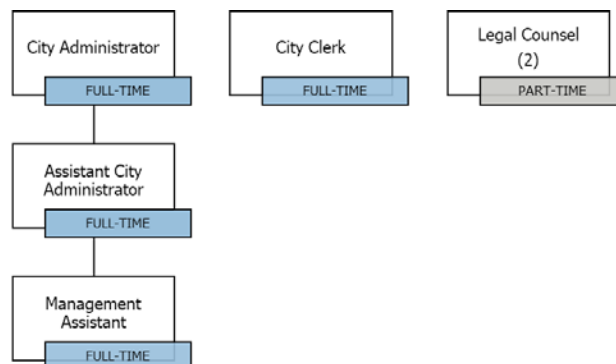 City Administrator
FULL-TIME
City Clerk
FULL-TIME
Legal Counsel
(2)
PART-TIME
Assistant City
Administrator
FULL-TIME
Management
Assistant
FULL-TIME